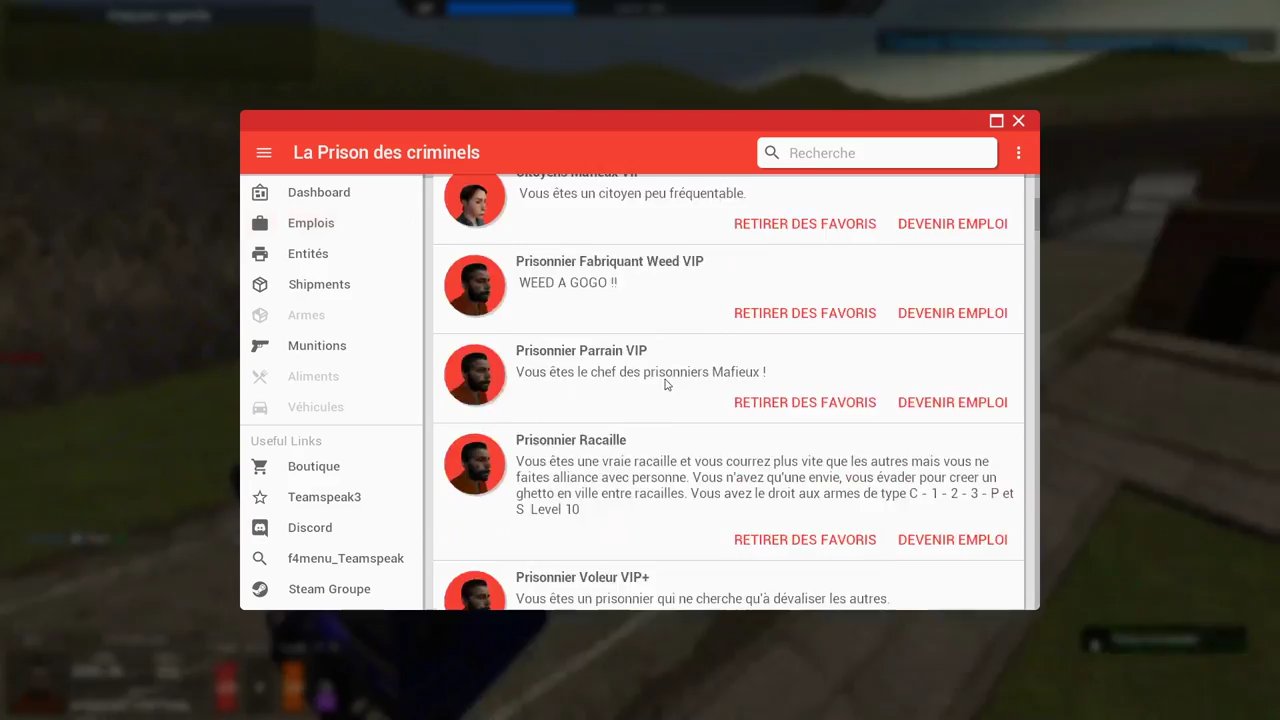 La Prison des criminels
Recherche
Dashboard
Emplois
Entités
Shipments
Armes
Munitions
Aliments
Véhicules
Useful Links
Boutique
Teamspeak3
Discord
f4menu_Teamspeak
Steam Groupe
Citoyens Mafieux VIP
Vous êtes un citoyen peu fréquentable.
RETIRER DES FAVORIS DEVENIR EMPLOI
Prisonnier Fabriquant Weed VIP
WEED A GOGO !!
RETIRER DES FAVORIS DEVENIR EMPLOI
Prisonnier Parrain VIP
Vous êtes le chef des prisonniers Mafieux !
RETIRER DES FAVORIS DEVENIR EMPLOI
Prisonnier Racaille
Vous êtes une vraie racaille et vous courrez plus vite que les autres mais vous ne
faites alliance avec personne. Vous n'avez qu'une envie, vous évader pour creer un
ghetto en ville entre racailles. Vous avez le droit aux armes de type C - 1 - 2 - 3 - P et
S Level 10
RETIRER DES FAVORIS DEVENIR EMPLOI
Prisonnier Voleur VIP+
Vous êtes un prisonnier qui ne cherche qu'à dévaliser les autres.